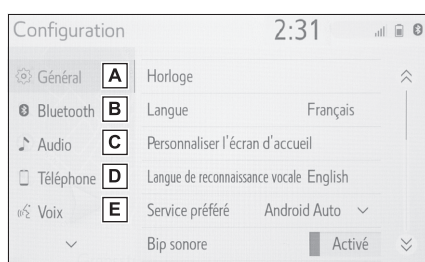 Configuration 2:31
Général A Horloge
Bluetooth B Langue Français
Audio C Personnaliser l'écran d'accueil
Téléphone D Langue de reconnaissance vocale English
Voix E Service préféré Android Auto
Bip sonore Activé